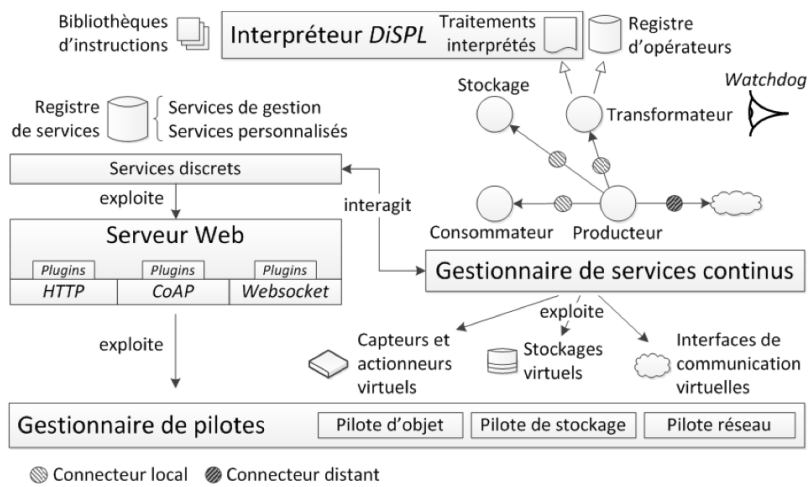 Bibliothèques
d'instructions
Interpréteur DiSPL
Traitements
interprétés
Registre
d'opérateurs
Registre
de services
Services de gestion
Services personnalisés
Stockage
Transformateur
Watchdog
Services discrets
exploite
interagit
Consommateur
Producteur
Serveur Web
Plugins
Plugins
Plugins
HTTP
CoAP
Websocket
Gestionnaire de services continus
exploite
exploite
Capteurs et
actionneurs
virtuels
Stockages
virtuels
Interfaces de
communication
virtuelles
Gestionnaire de pilotes
Pilote d'objet
Pilote de stockage
Pilote réseau
Connecteur local
Connecteur distant